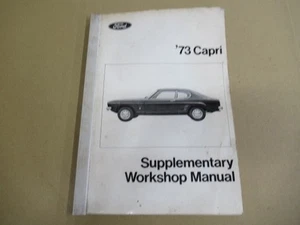 Ford
'73 Capri
Supplementary
Workshop Manual